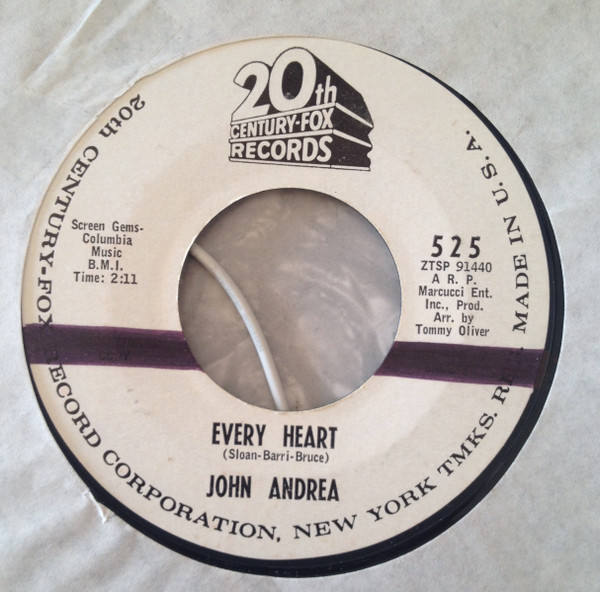 20th
CENTURY-FOX
RECORDS
20th CENTURY-FOX RECORD CORPORATION, NEW YORK TMKS. RE MADE IN U.S.A.
Screen Gems-
Columbia
Music
B.M.I.
Time: 2:11
525
ZTSP 91440
A R. P.
Marcucci Ent.
Inc., Prod.
Arr. by
Tommy Oliver
EVERY HEART
(Sloan-Barri-Bruce)
JOHN ANDREA